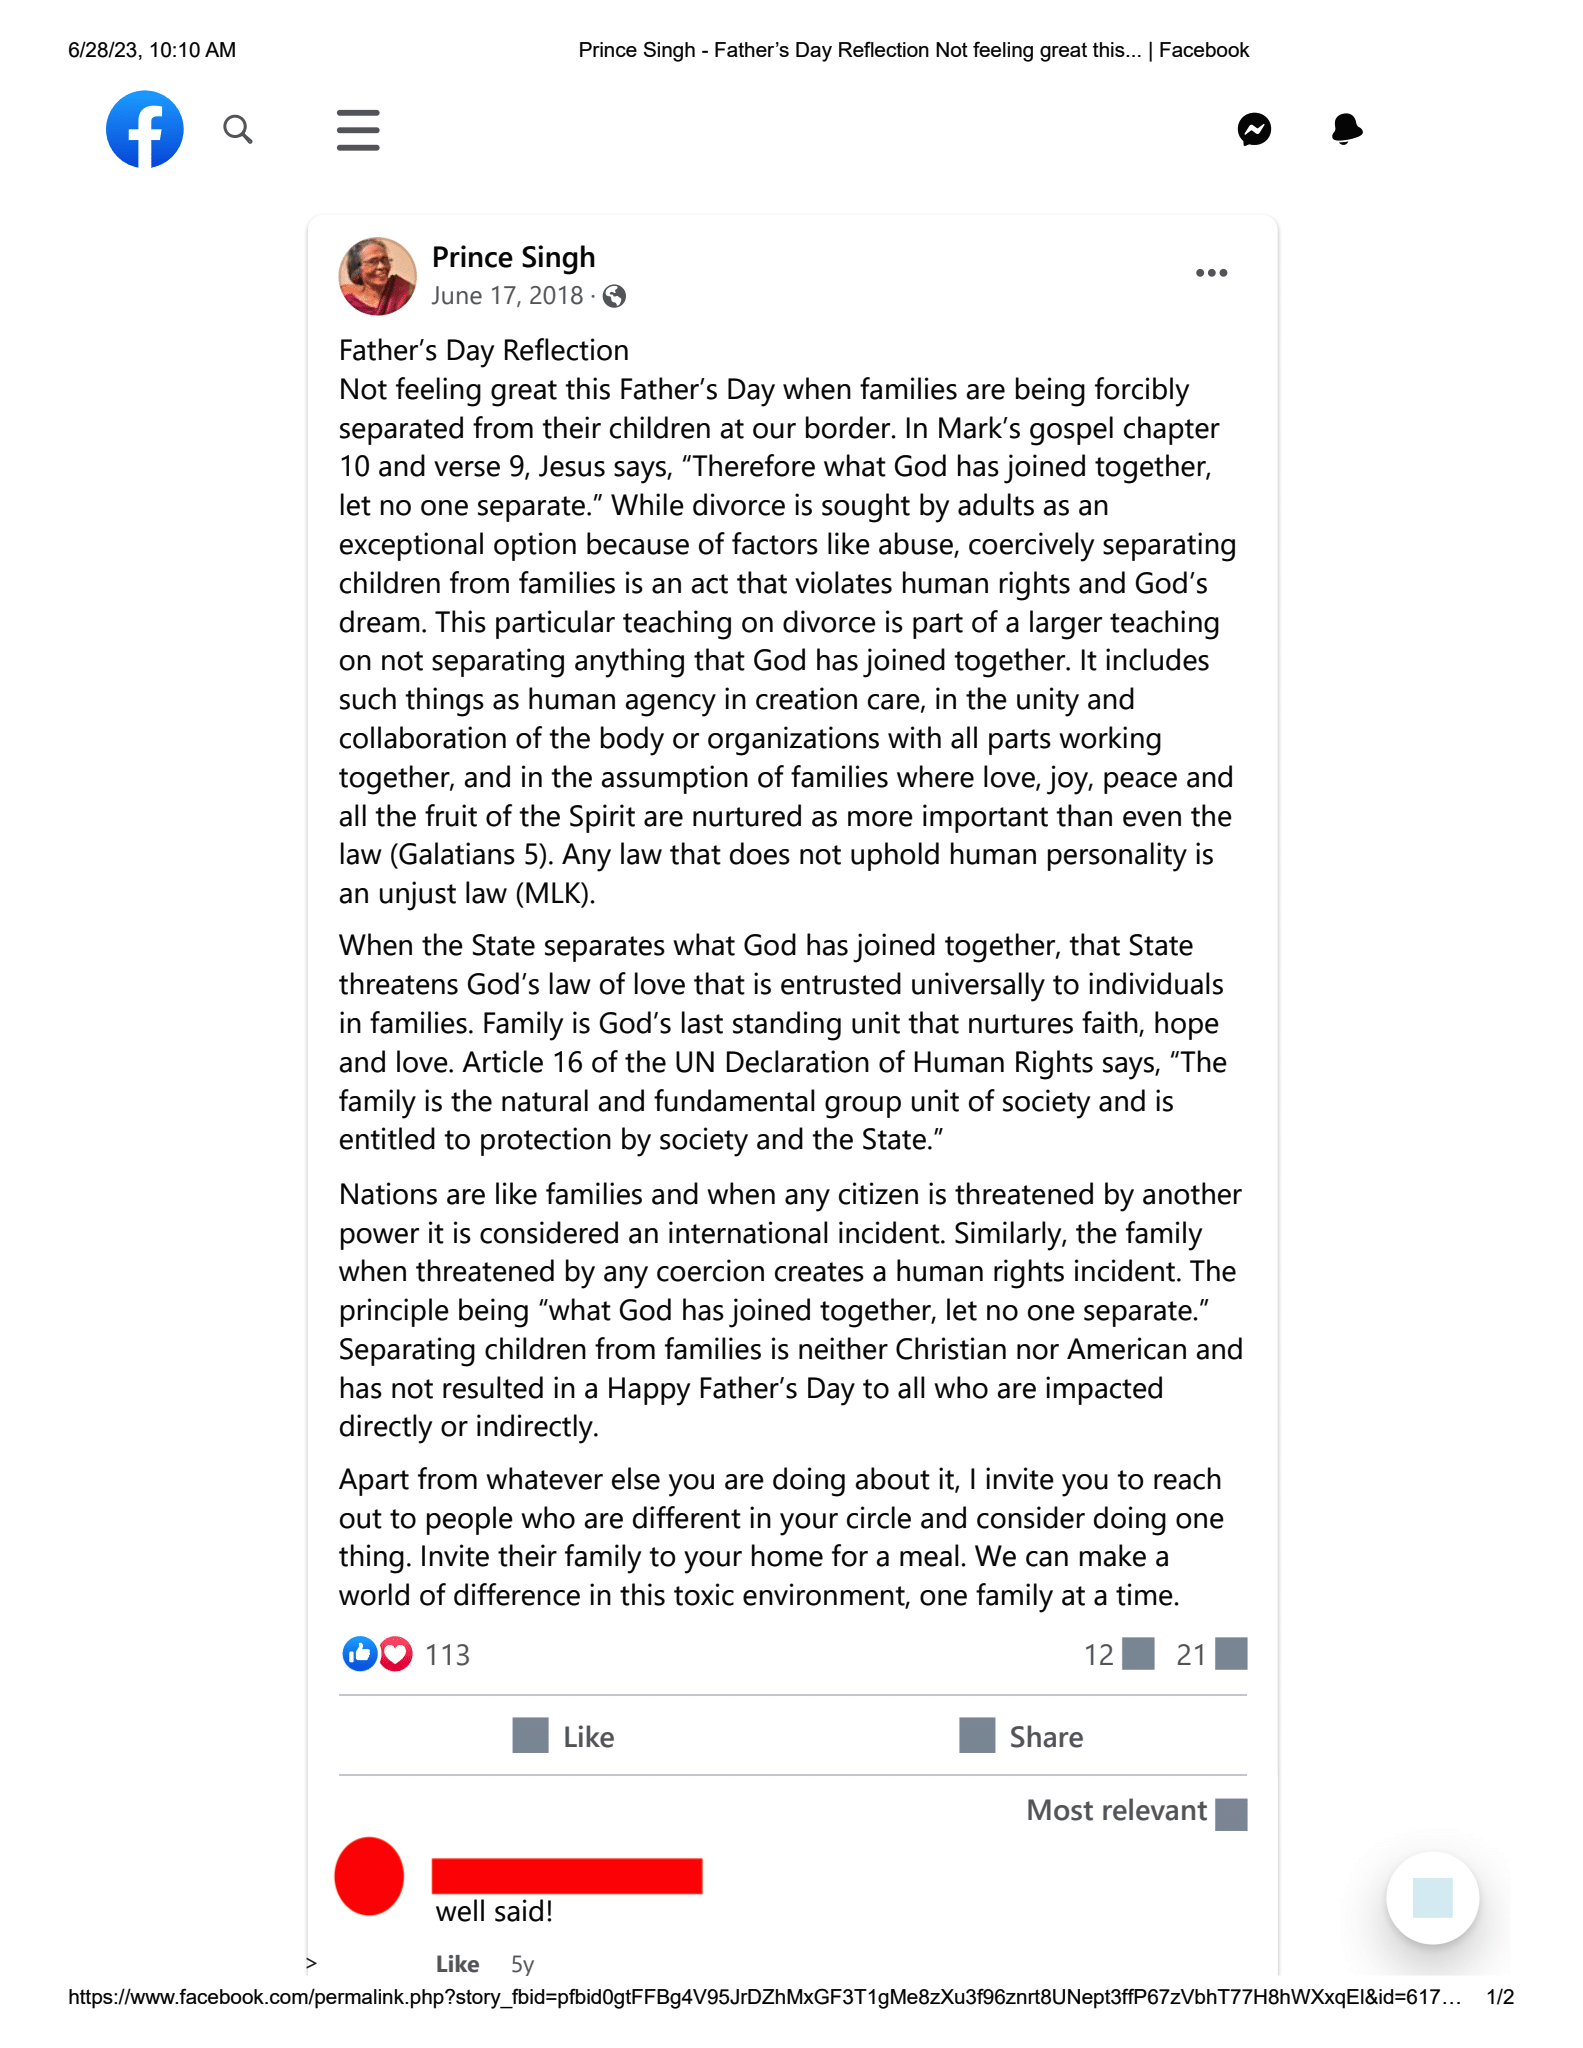 6/28/23, 10:10 AM
Prince Singh - Father’s Day Reflection Not feeling great this... | Facebook
Prince Singh
June 17, 2018 ·
Father’s Day Reflection
Not feeling great this Father’s Day when families are being forcibly
separated from their children at our border. In Mark’s gospel chapter
10 and verse 9, Jesus says, “Therefore what God has joined together,
let no one separate.” While divorce is sought by adults as an
exceptional option because of factors like abuse, coercively separating
children from families is an act that violates human rights and God’s
dream. This particular teaching on divorce is part of a larger teaching
on not separating anything that God has joined together. It includes
such things as human agency in creation care, in the unity and
collaboration of the body or organizations with all parts working
together, and in the assumption of families where love, joy, peace and
all the fruit of the Spirit are nurtured as more important than even the
law (Galatians 5). Any law that does not uphold human personality is
an unjust law (MLK).
When the State separates what God has joined together, that State
threatens God’s law of love that is entrusted universally to individuals
in families. Family is God’s last standing unit that nurtures faith, hope
and love. Article 16 of the UN Declaration of Human Rights says, “The
family is the natural and fundamental group unit of society and is
entitled to protection by society and the State.”
Nations are like families and when any citizen is threatened by another
power it is considered an international incident. Similarly, the family
when threatened by any coercion creates a human rights incident. The
principle being “what God has joined together, let no one separate.”
Separating children from families is neither Christian nor American and
has not resulted in a Happy Father’s Day to all who are impacted
directly or indirectly.
Apart from whatever else you are doing about it, I invite you to reach
out to people who are different in your circle and consider doing one
thing. Invite their family to your home for a meal. We can make a
world of difference in this toxic environment, one family at a time.
113
12 21
Like Share
Most relevant
well said!
> Like 5y
https://www.facebook.com/permalink.php?story_fbid=pfbid0gtFFBg4V95JrDZhMxGF3T1gMe8zXu3f96znrt8UNept3ffP67zVbhT77H8hWXxqEl&id=617… 1/2